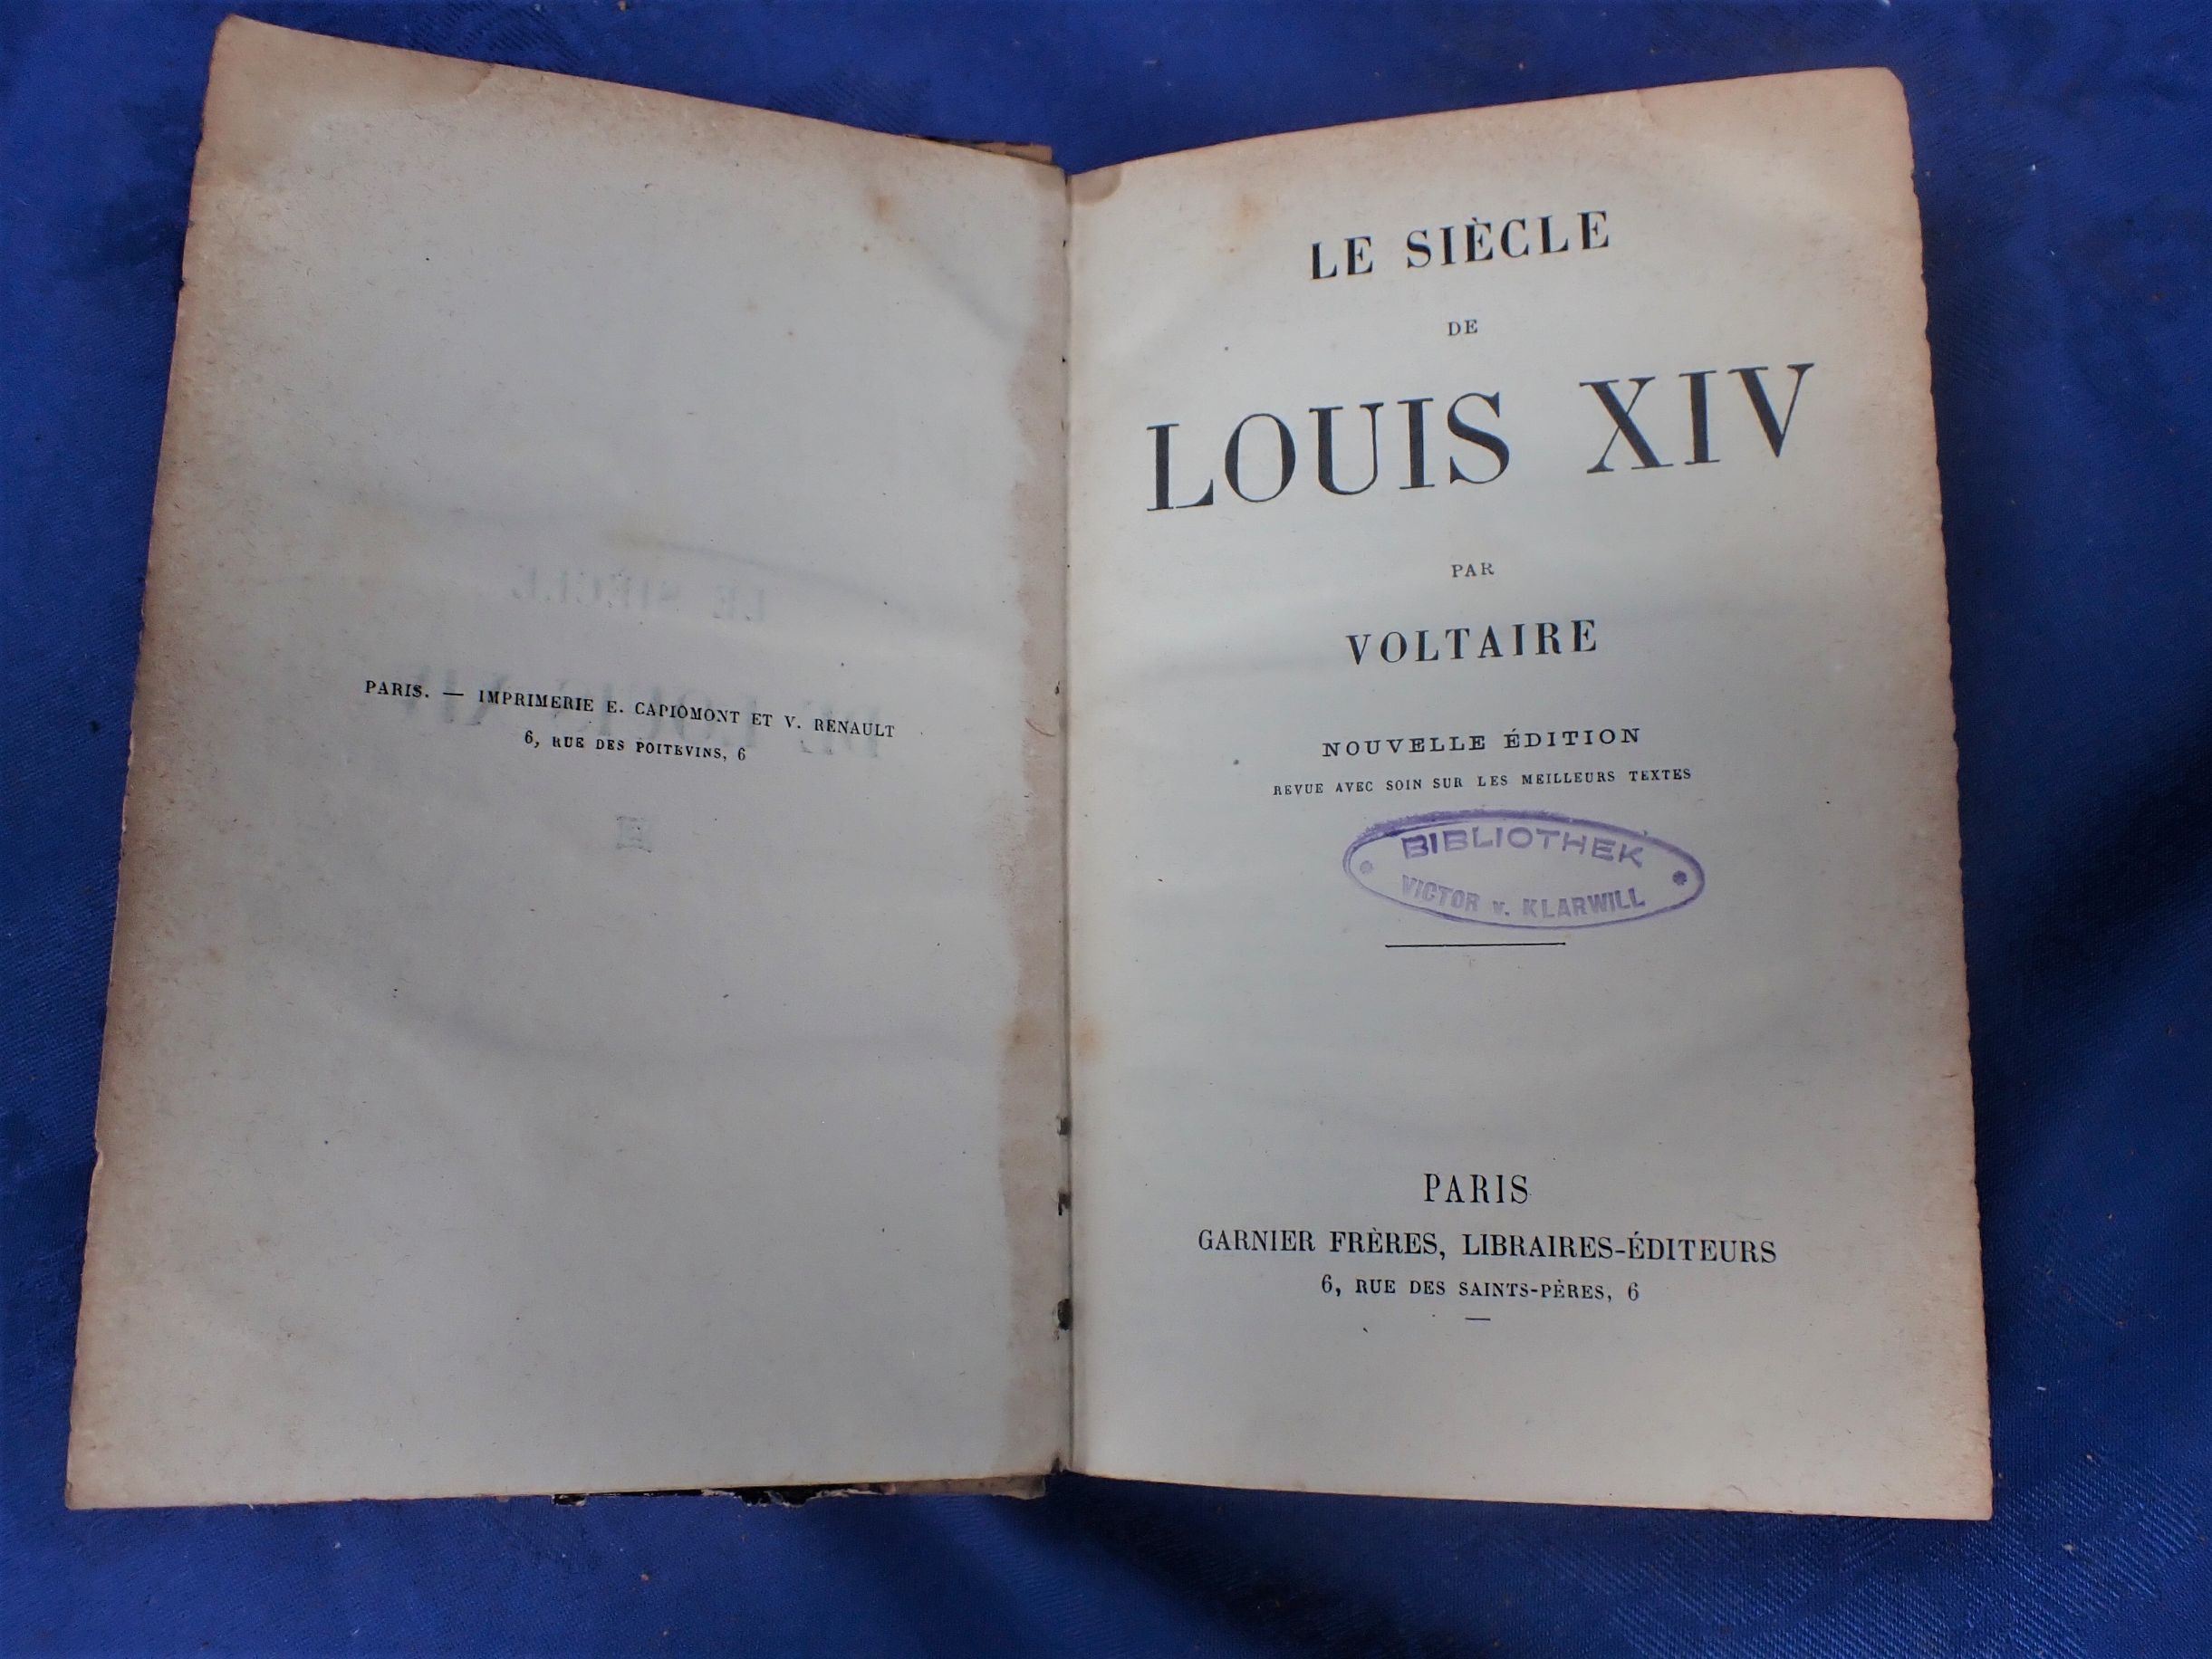 PARIS. — IMPRIMERIE E. CAPIOMONT ET V. RENAULT
6, RUE DES POITEVINS, 6
LE SIÈCLE
DE
LOUIS XIV
PAR
VOLTAIRE
NOUVELLE ÉDITION
REVUE AVEC SOIN SUR LES MEILLEURS TEXTES
BIBLIOTHEK
VICTOR v. KLARWILL
PARIS
GARNIER FRÈRES, LIBRAIRES-ÉDITEURS
6, RUE DES SAINTS-PÈRES, 6